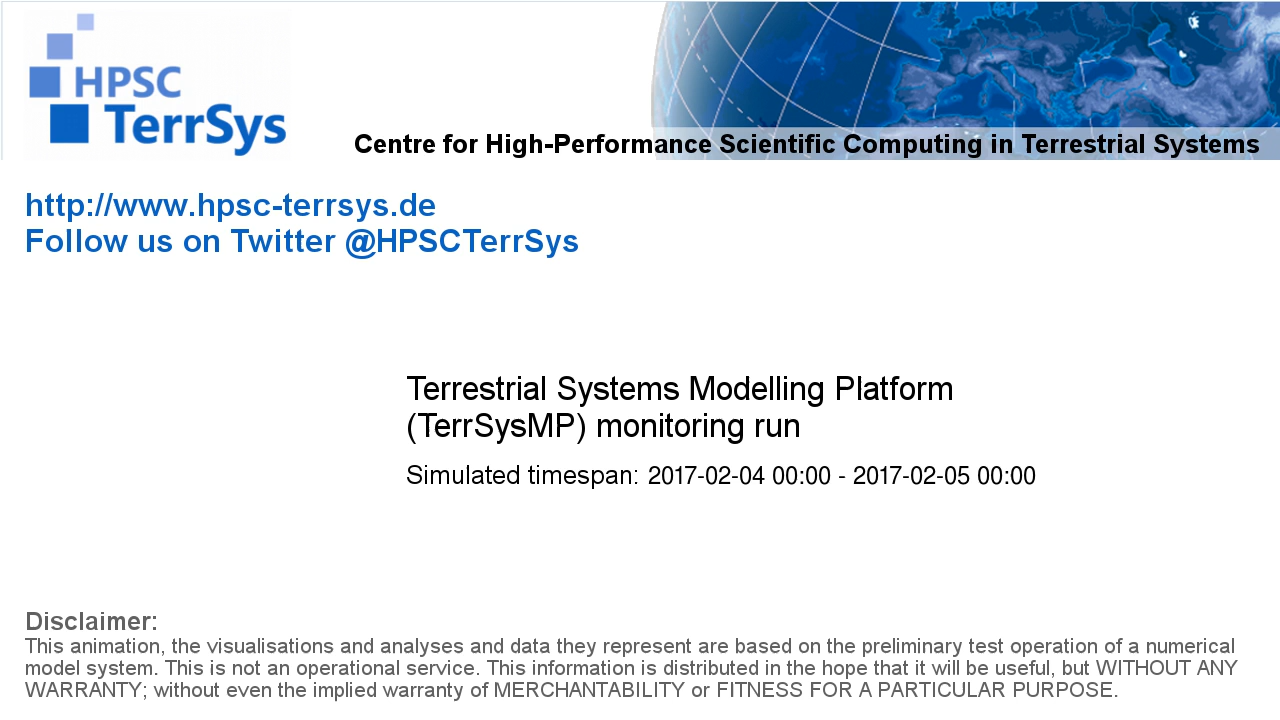 HPSC
TerrSys
Centre for High-Performance Scientific Computing in Terrestrial Systems
http://www.hpsc-terrsys.de
Follow us on Twitter @HPSCTerrSys
Terrestrial Systems Modelling Platform
(TerrSysMP) monitoring run
Simulated timespan: 2017-02-04 00:00 - 2017-02-05 00:00
Disclaimer:
This animation, the visualisations and analyses and data they represent are based on the preliminary test operation of a numerical
model system. This is not an operational service. This information is distributed in the hope that it will be useful, but WITHOUT ANY
WARRANTY; without even the implied warranty of MERCHANTABILITY or FITNESS FOR A PARTICULAR PURPOSE.